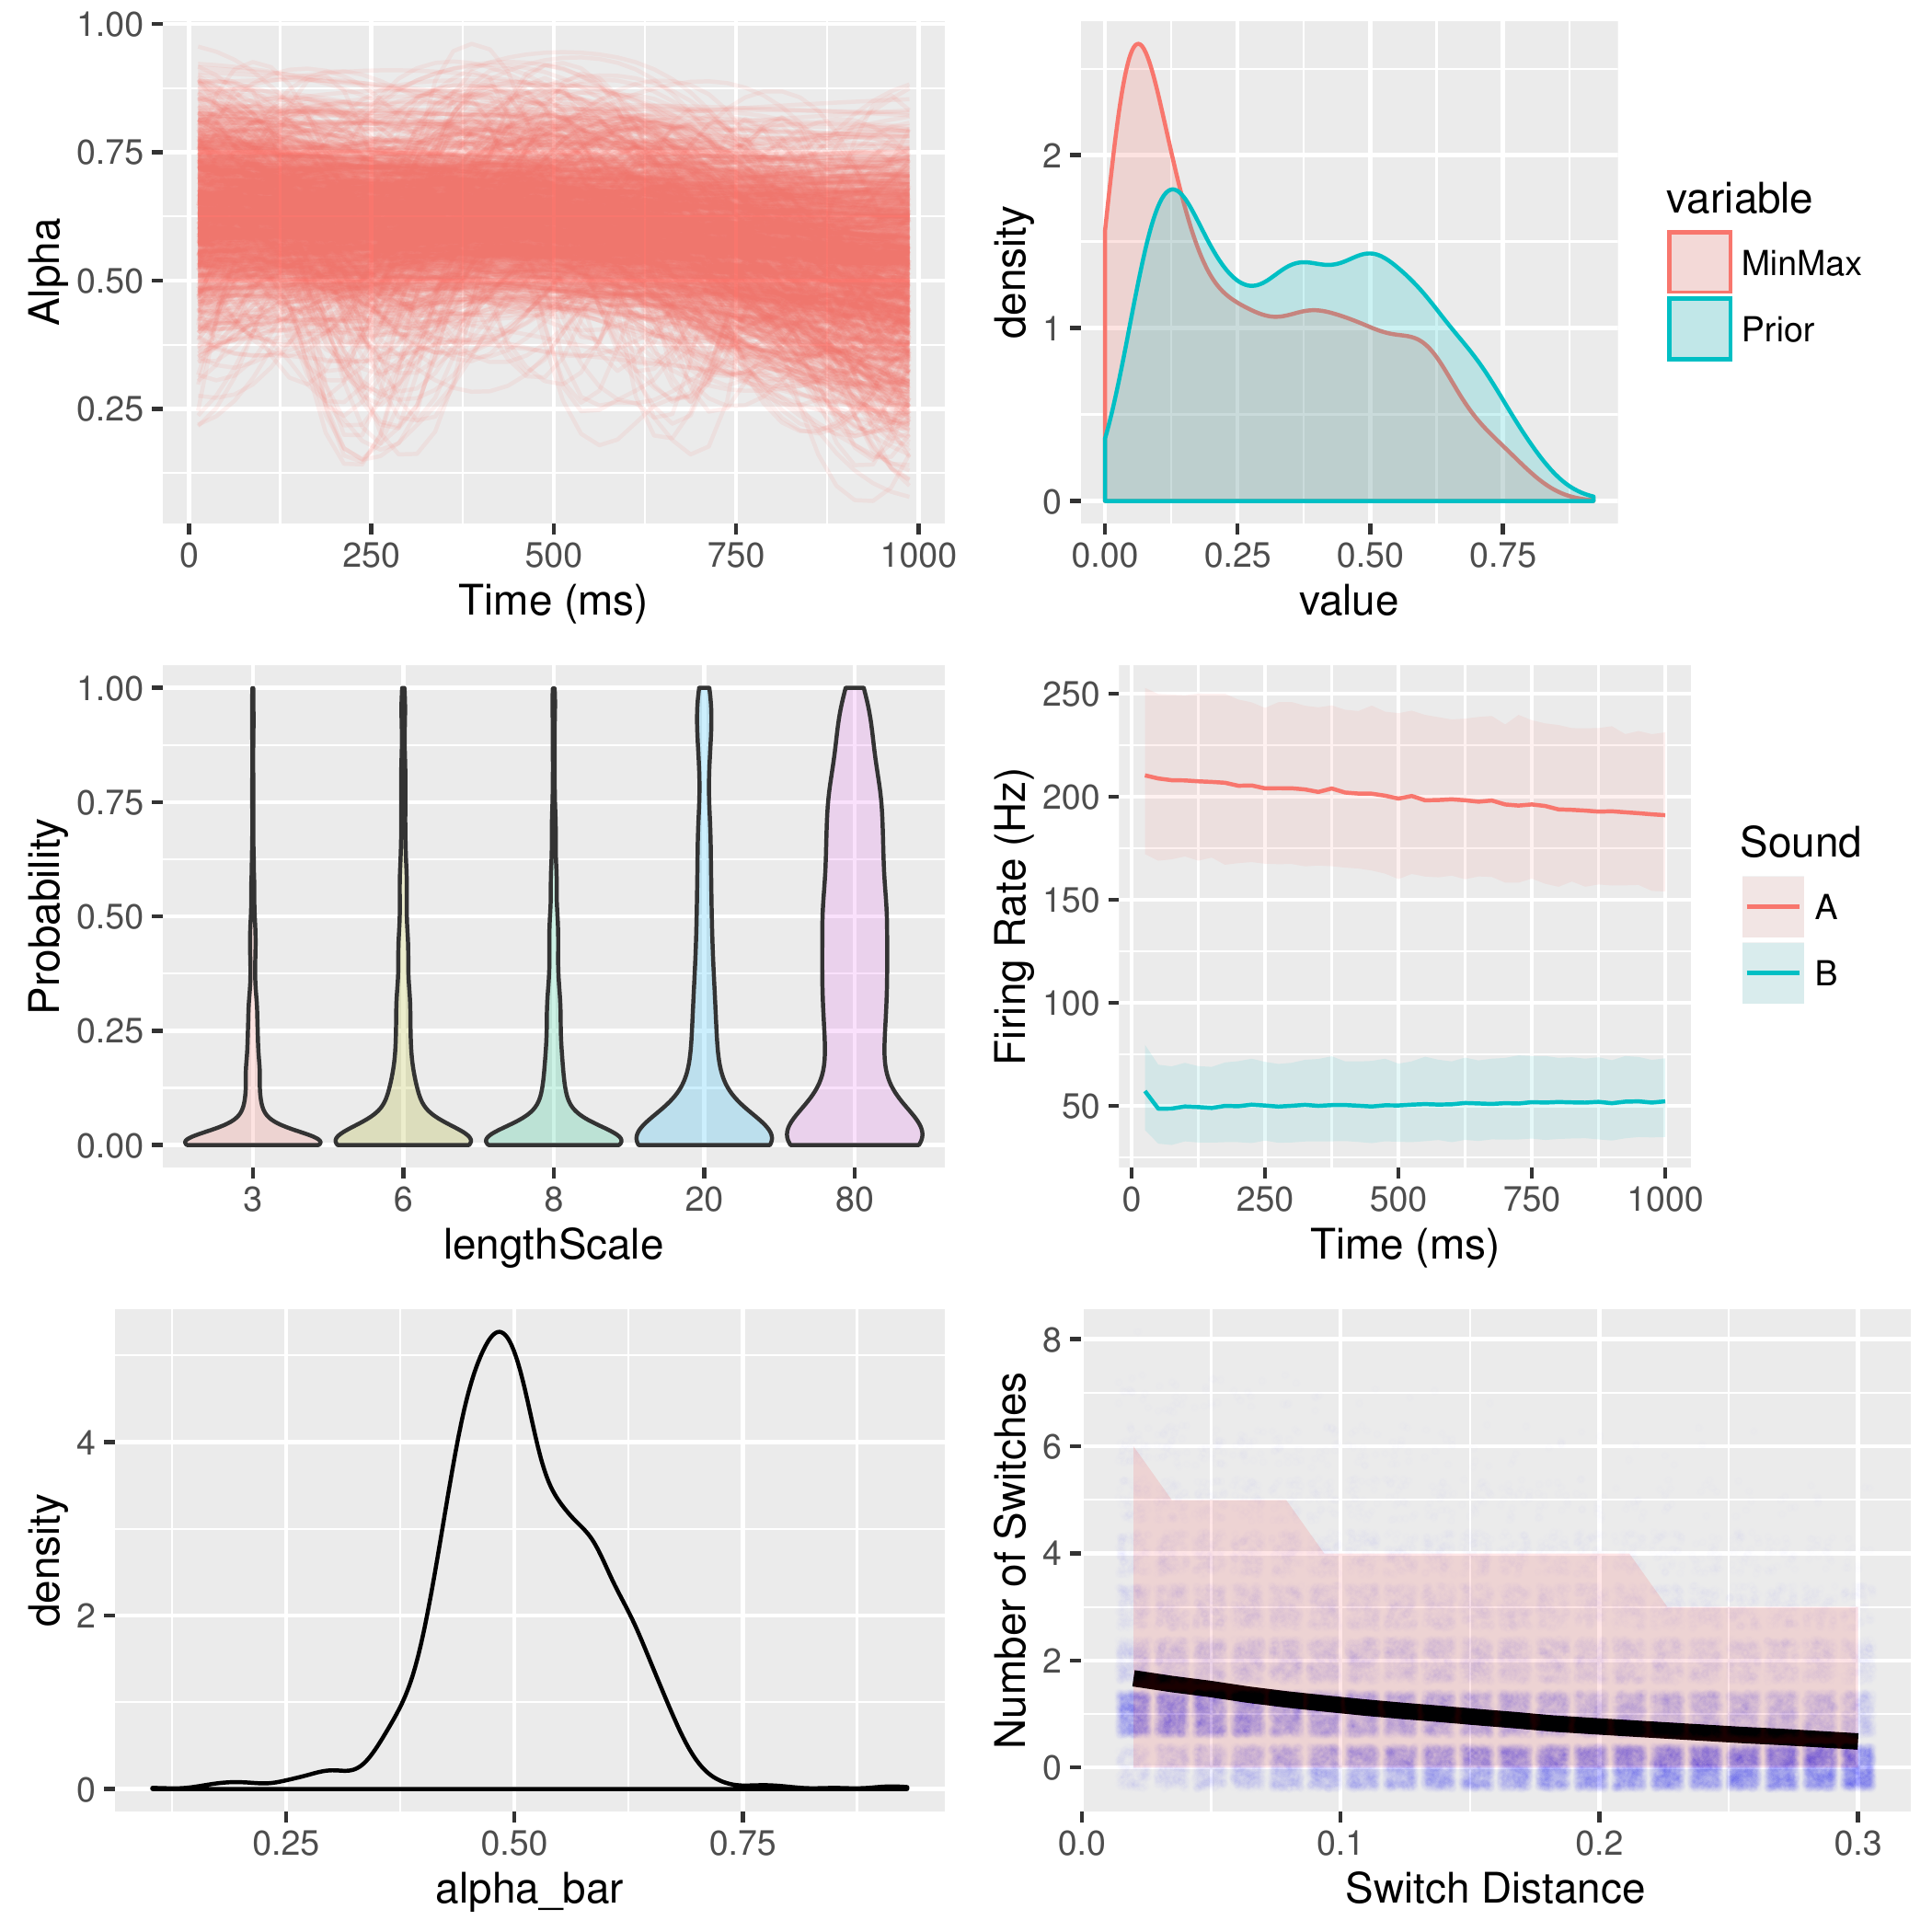 1.00
0.75
0.50
0.25
Alpha
0 250 500 750 1000
Time (ms)
2
1
0
density
0.00 0.25 0.50 0.75
value
variable
MinMax
Prior
1.00
0.75
0.50
0.25
0.00
Probability
3 6 8 20 80
lengthScale
250
200
150
100
50
Firing Rate (Hz)
0 250 500 750 1000
Time (ms)
Sound
A
B
4
2
0
density
0.25 0.50 0.75
alpha_bar
8
6
4
2
0
Number of Switches
0.0 0.1 0.2 0.3
Switch Distance